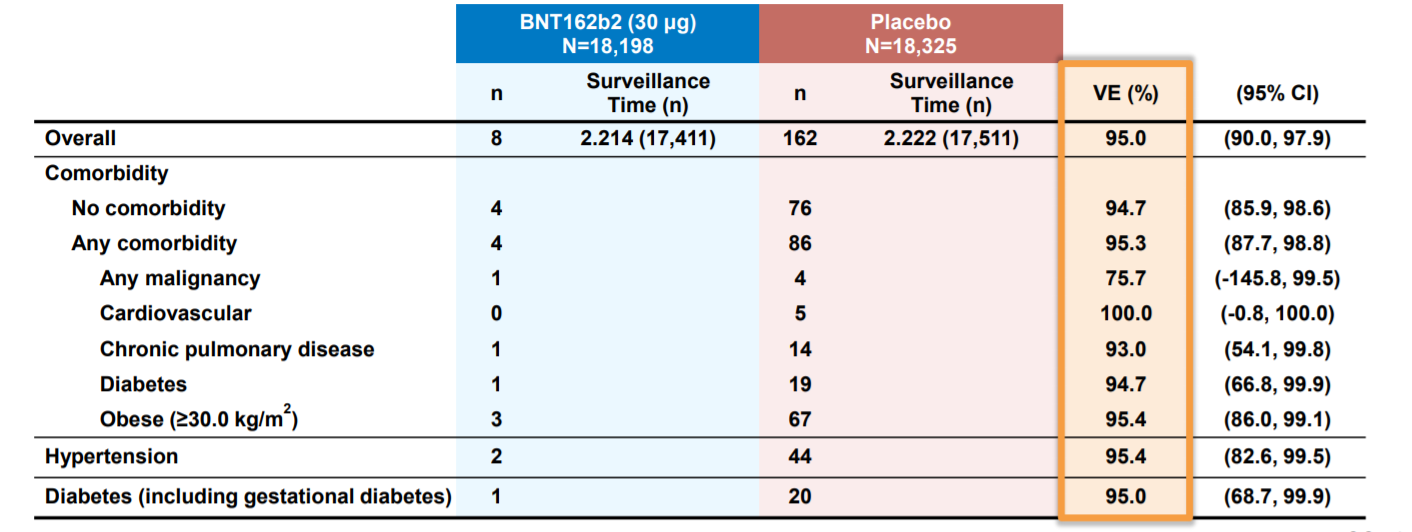 BNT162b2 (30 µg) Placebo
N=18,198 N=18,325
n Surveillance Time (n) n Surveillance Time (n) VE (%) (95% CI)
Overall 8 2.214 (17,411) 162 2.222 (17,511) 95.0 (90.0, 97.9)
Comorbidity
No comorbidity 4 76 94.7 (85.9, 98.6)
Any comorbidity 4 86 95.3 (87.7, 98.8)
Any malignancy 1 4 75.7 (-145.8, 99.5)
Cardiovascular 0 5 100.0 (-0.8, 100.0)
Chronic pulmonary disease 1 14 93.0 (54.1, 99.8)
Diabetes 1 19 94.7 (66.8, 99.9)
Obese (≥30.0 kg/m²) 3 67 95.4 (86.0, 99.1)
Hypertension 2 44 95.4 (82.6, 99.5)
Diabetes (including gestational diabetes) 1 20 95.0 (68.7, 99.9)